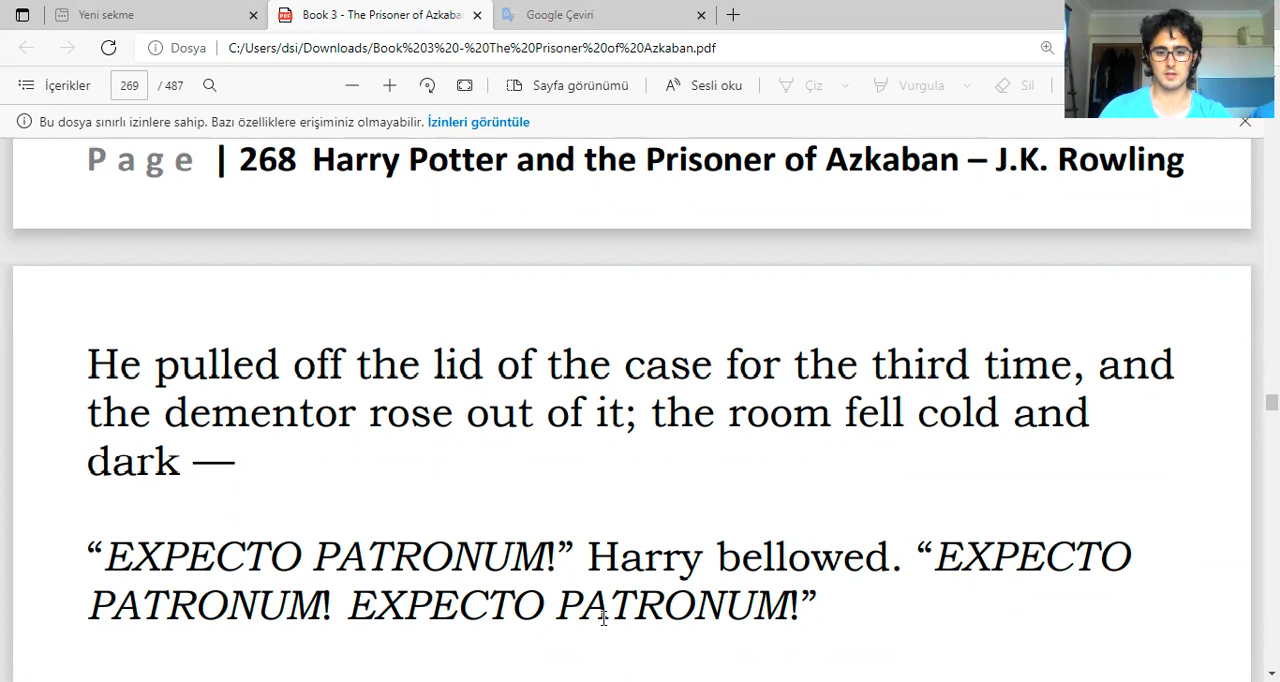 Yeni sekme
Book 3 - The Prisoner of Azkaba
Google Çeviri
Dosya
C:/Users/dsi/Downloads/Book%203%20-%20The%20Prisoner%20of%20Azkaban.pdf
İçerikler
269
/ 487
Sayfa görünümü
Sesli oku
Çiz
Vurgula
Sil
Bu dosya sınırlı izinlere sahip. Bazı özelliklere erişiminiz olmayabilir. İzinleri görüntüle
Page | 268 Harry Potter and the Prisoner of Azkaban – J.K. Rowling
He pulled off the lid of the case for the third time, and
the dementor rose out of it; the room fell cold and
dark —
“EXPECTO PATRONUM!” Harry bellowed. “EXPECTO
PATRONUM! EXPECTO PATRONUM!”